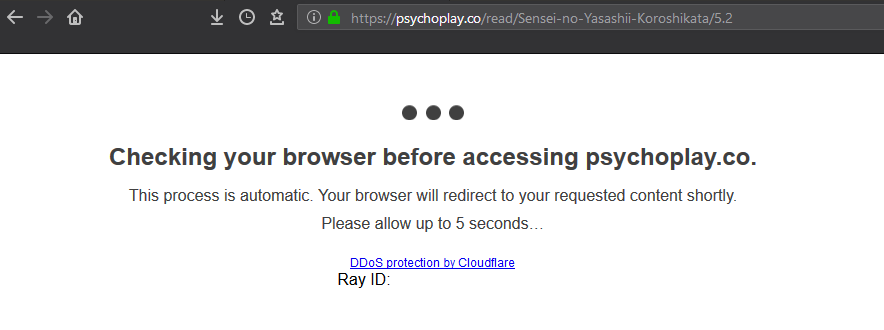 https://psychoplay.co/read/Sensei-no-Yasashii-Koroshikata/5.2
Checking your browser before accessing psychoplay.co.
This process is automatic. Your browser will redirect to your requested content shortly.
Please allow up to 5 seconds…
DDoS protection by Cloudflare
Ray ID: